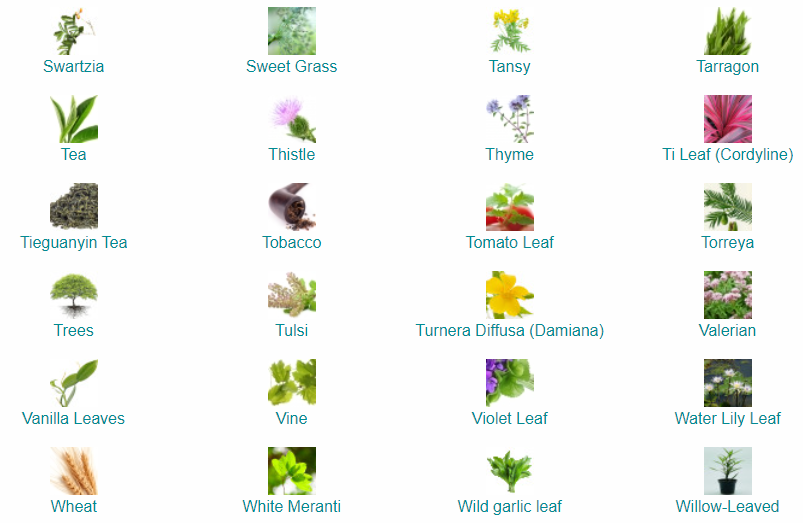 Swartzia
Sweet Grass
Tansy
Tarragon
Tea
Thistle
Thyme
Ti Leaf (Cordyline)
Tieguanyin Tea
Tobacco
Tomato Leaf
Torreya
Trees
Tulsi
Turnera Diffusa (Damiana)
Valerian
Vanilla Leaves
Vine
Violet Leaf
Water Lily Leaf
Wheat
White Meranti
Wild garlic leaf
Willow-Leaved